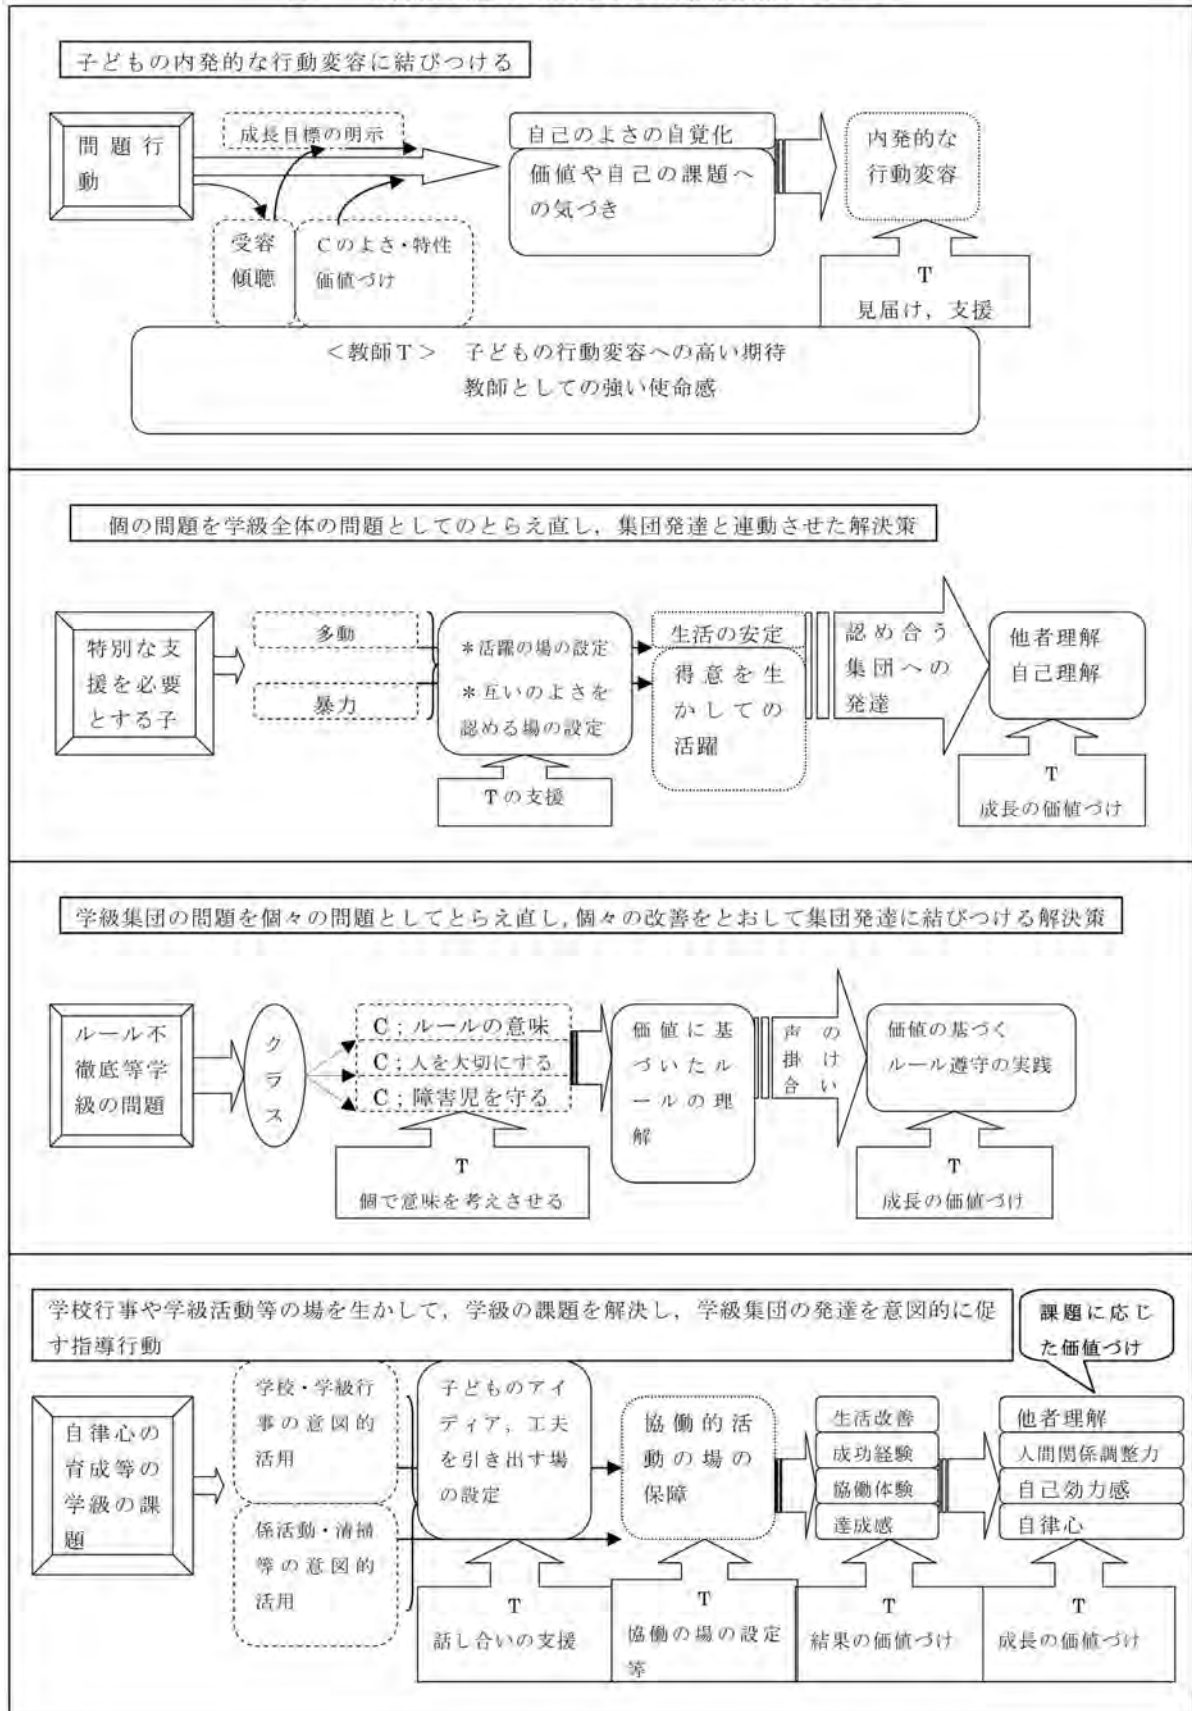 子どもの内発的な行動変容に結びつける
問題行
動
成長目標の明示
受容
傾聴
Cのよさ・特性
価値づけ
自己のよさの自覚化
価値や自己の課題へ
の気づき
内発的な
行動変容
T
見届け，支援
＜教師T＞ 子どもの行動変容への高い期待
教師としての強い使命感
個の問題を学級全体の問題としてのとらえ直し，集団発達と連動させた解決策
特別な支
援を必要
とする子
多動
暴力
＊活躍の場の設定
＊互いのよさを
認める場の設定
Tの支援
生活の安定
得意を生
かしての
活躍
認め合う
集団への
発達
他者理解
自己理解
T
成長の価値づけ
学級集団の問題を個々の問題としてとらえ直し，個々の改善をとおして集団発達に結びつける解決策
ルール不
徹底等学
級の問題
クラス
C；ルールの意味
C；人を大切にする
C；障害児を守る
T
個で意味を考えさせる
価値に基
づいたル
ールの理
解
声の
掛け
合い
価値の基づく
ルール遵守の実践
T
成長の価値づけ
学校行事や学級活動等の場を生かして，学級の課題を解決し，学級集団の発達を意図的に促
す指導行動
課題に応じ
た価値づけ
自律心の
育成等の
学級の課
題
学校・学級行
事の意図的
活用
係活動・清掃
等の意図的
活用
子どものアイ
ディア，工夫
を引き出す場
の設定
T
話し合いの支援
協働的活
動の場の
保障
T
協働の場の設定
等
生活改善
成功経験
協働体験
達成感
T
結果の価値づけ
他者理解
人間関係調整力
自己効力感
自律心
T
成長の価値づけ